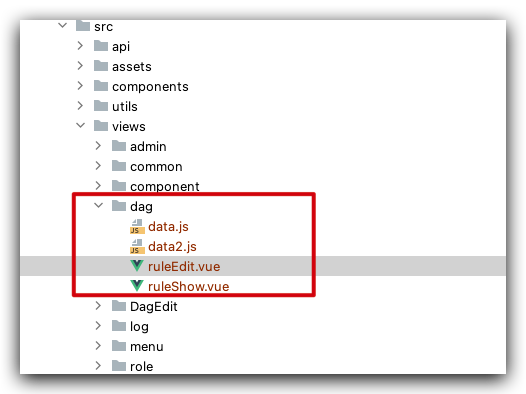 src
api
assets
components
utils
views
admin
common
component
dag
data.js
data2.js
ruleEdit.vue
ruleShow.vue
DagEdit
log
menu
role